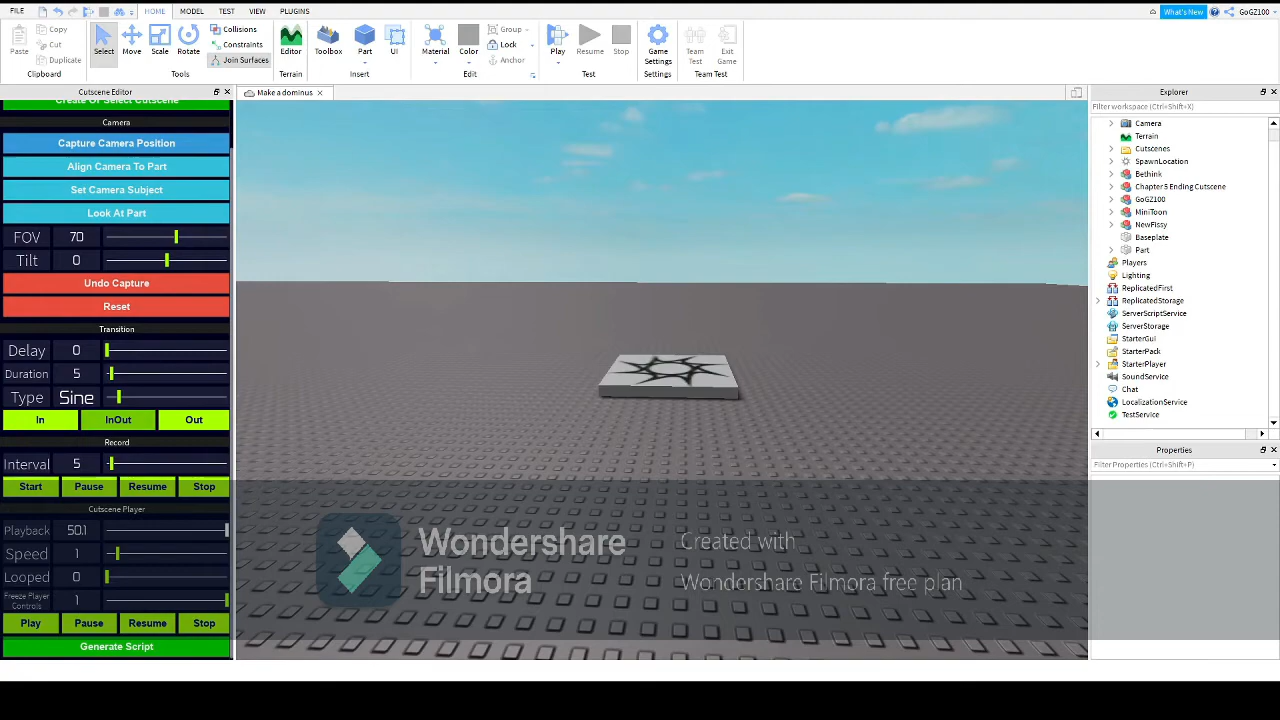 FILE HOME MODEL TEST VIEW PLUGINS What's New GoGZ100
Paste Copy Cut Duplicate Clipboard
Select Move Scale Rotate Collisions Constraints Join Surfaces Tools
Editor Terrain
Toolbox Part UI Insert
Material Color Group Lock Anchor Edit
Play Resume Stop Test
Game Settings Settings
Team Test Exit Game Team Test
Cutscene Editor
Create Or Select Cutscene
Camera
Capture Camera Position
Align Camera To Part
Set Camera Subject
Look At Part
FOV 70
Tilt 0
Undo Capture
Reset
Transition
Delay 0
Duration 5
Type Sine
In InOut Out
Record
Interval 5
Start Pause Resume Stop
Cutscene Player
Playback 50.1
Speed 1
Looped 0
Freeze Player Controls 1
Play Pause Resume Stop
Generate Script
Make a dominus
Wondershare
Filmora
Created with
Wondershare Filmora free plan
Explorer
Filter workspace (Ctrl+Shift+X)
Camera
Terrain
Cutscenes
SpawnLocation
Bethink
Chapter 5 Ending Cutscene
GoGZ100
MiniToon
NewFissy
Baseplate
Part
Players
Lighting
ReplicatedFirst
ReplicatedStorage
ServerScriptService
ServerStorage
StarterGui
StarterPack
StarterPlayer
SoundService
Chat
LocalizationService
TestService
Properties
Filter Properties (Ctrl+Shift+P)